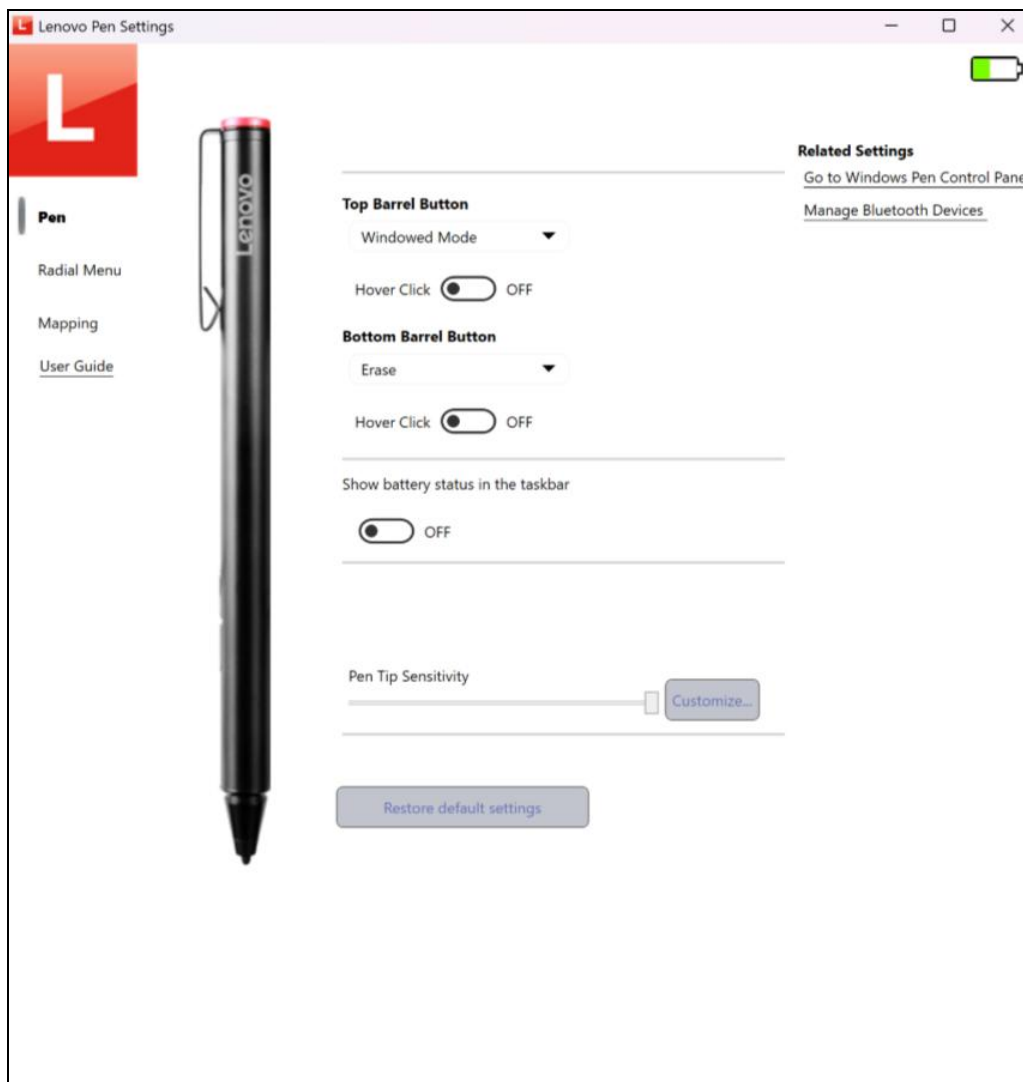 Lenovo Pen Settings
L
Lenovo
Pen
Radial Menu
Mapping
User Guide
Top Barrel Button
Windowed Mode
Hover Click OFF
Bottom Barrel Button
Erase
Hover Click OFF
Show battery status in the taskbar
OFF
Pen Tip Sensitivity
Customize...
Restore default settings
Related Settings
Go to Windows Pen Control Pane
Manage Bluetooth Devices